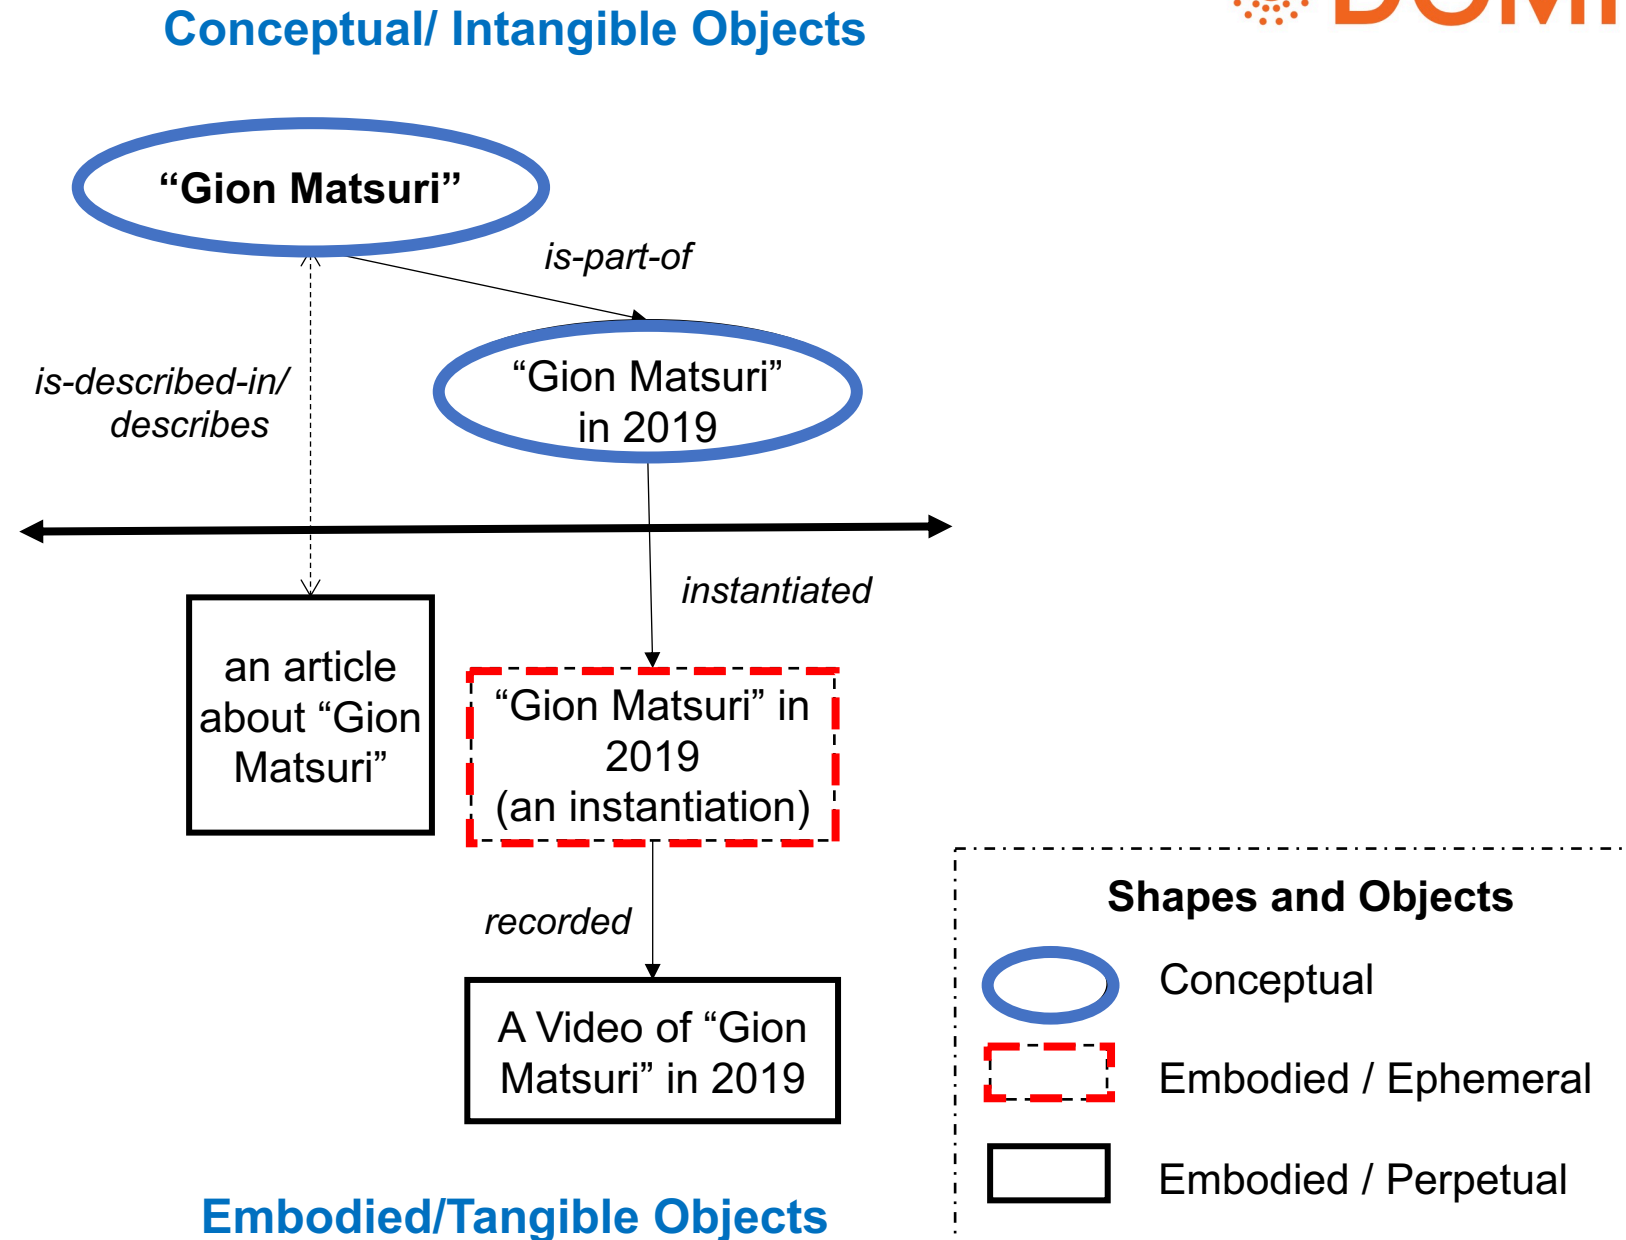 Conceptual/ Intangible Objects
“Gion Matsuri”
is-part-of
“Gion Matsuri”
in 2019
is-described-in/
describes
instantiated
an article
about “Gion
Matsuri”
“Gion Matsuri” in
2019
(an instantiation)
recorded
A Video of “Gion
Matsuri” in 2019
Embodied/Tangible Objects
Shapes and Objects
Conceptual
Embodied / Ephemeral
Embodied / Perpetual